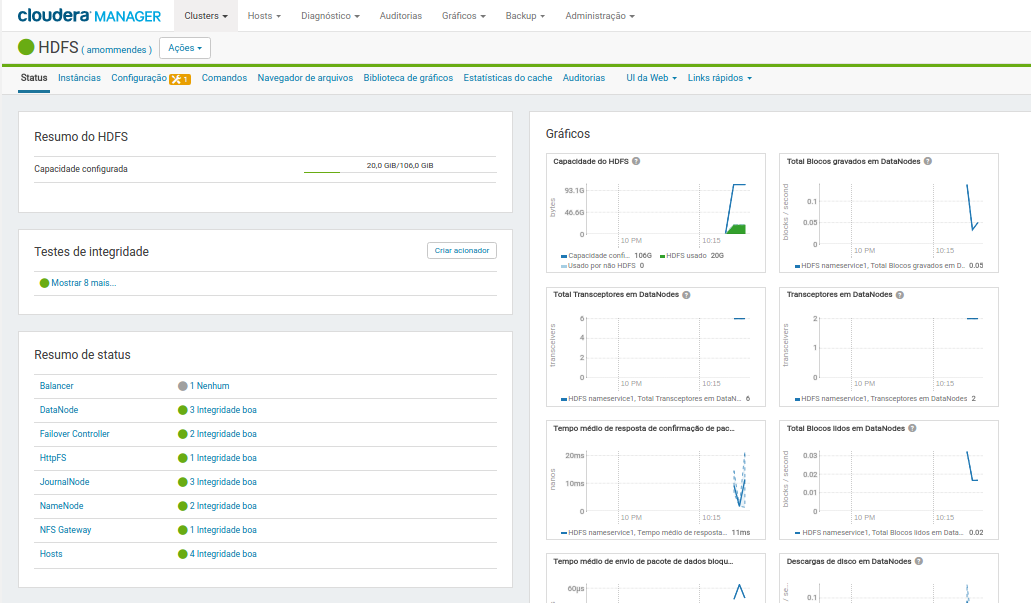 cloudera MANAGER Clusters Hosts Diagnóstico Auditorias Gráficos Backup Administração
HDFS ( amommendes ) Ações
Status Instâncias Configuração 1 Comandos Navegador de arquivos Biblioteca de gráficos Estatísticas do cache Auditorias UI da Web Links rápidos
Resumo do HDFS
Capacidade configurada 20,0 GiB/106,0 GiB
Testes de integridade Criar acionador
Mostrar 8 mais...
Resumo de status
Balancer 1 Nenhum
DataNode 3 Integridade boa
Failover Controller 2 Integridade boa
HttpFS 1 Integridade boa
JournalNode 3 Integridade boa
NameNode 2 Integridade boa
NFS Gateway 1 Integridade boa
Hosts 4 Integridade boa
Gráficos
Capacidade do HDFS ?
bytes
93.1G
46.6G
0
10 PM 10:15
Capacidade confi... 106G HDFS usado 20G
Usado por não HDFS 0
Total Blocos gravados em DataNodes ?
blocks / second
0.1
0.05
0
10 PM 10:15
HDFS nameservice1, Total Blocos gravados em D... 0.05
Total Transceptores em DataNodes ?
transceivers
6
4
2
0
10 PM 10:15
HDFS nameservice1, Total Transceptores em DataN... 6
Transceptores em DataNodes ?
transceivers
2
1
0
10 PM 10:15
HDFS nameservice1, Transceptores em DataNodes 2
Tempo médio de resposta de confirmação de pac...
nanos
20ms
10ms
0
10 PM 10:15
HDFS nameservice1, Tempo médio de resposta... 11ms
Total Blocos lidos em DataNodes ?
blocks / second
0.03
0.02
0.01
0
10 PM 10:15
HDFS nameservice1, Total Blocos lidos em Data... 0.02
Tempo médio de envio de pacote de dados bloqu...
60µs
Descargas de disco em DataNodes ?
0.1